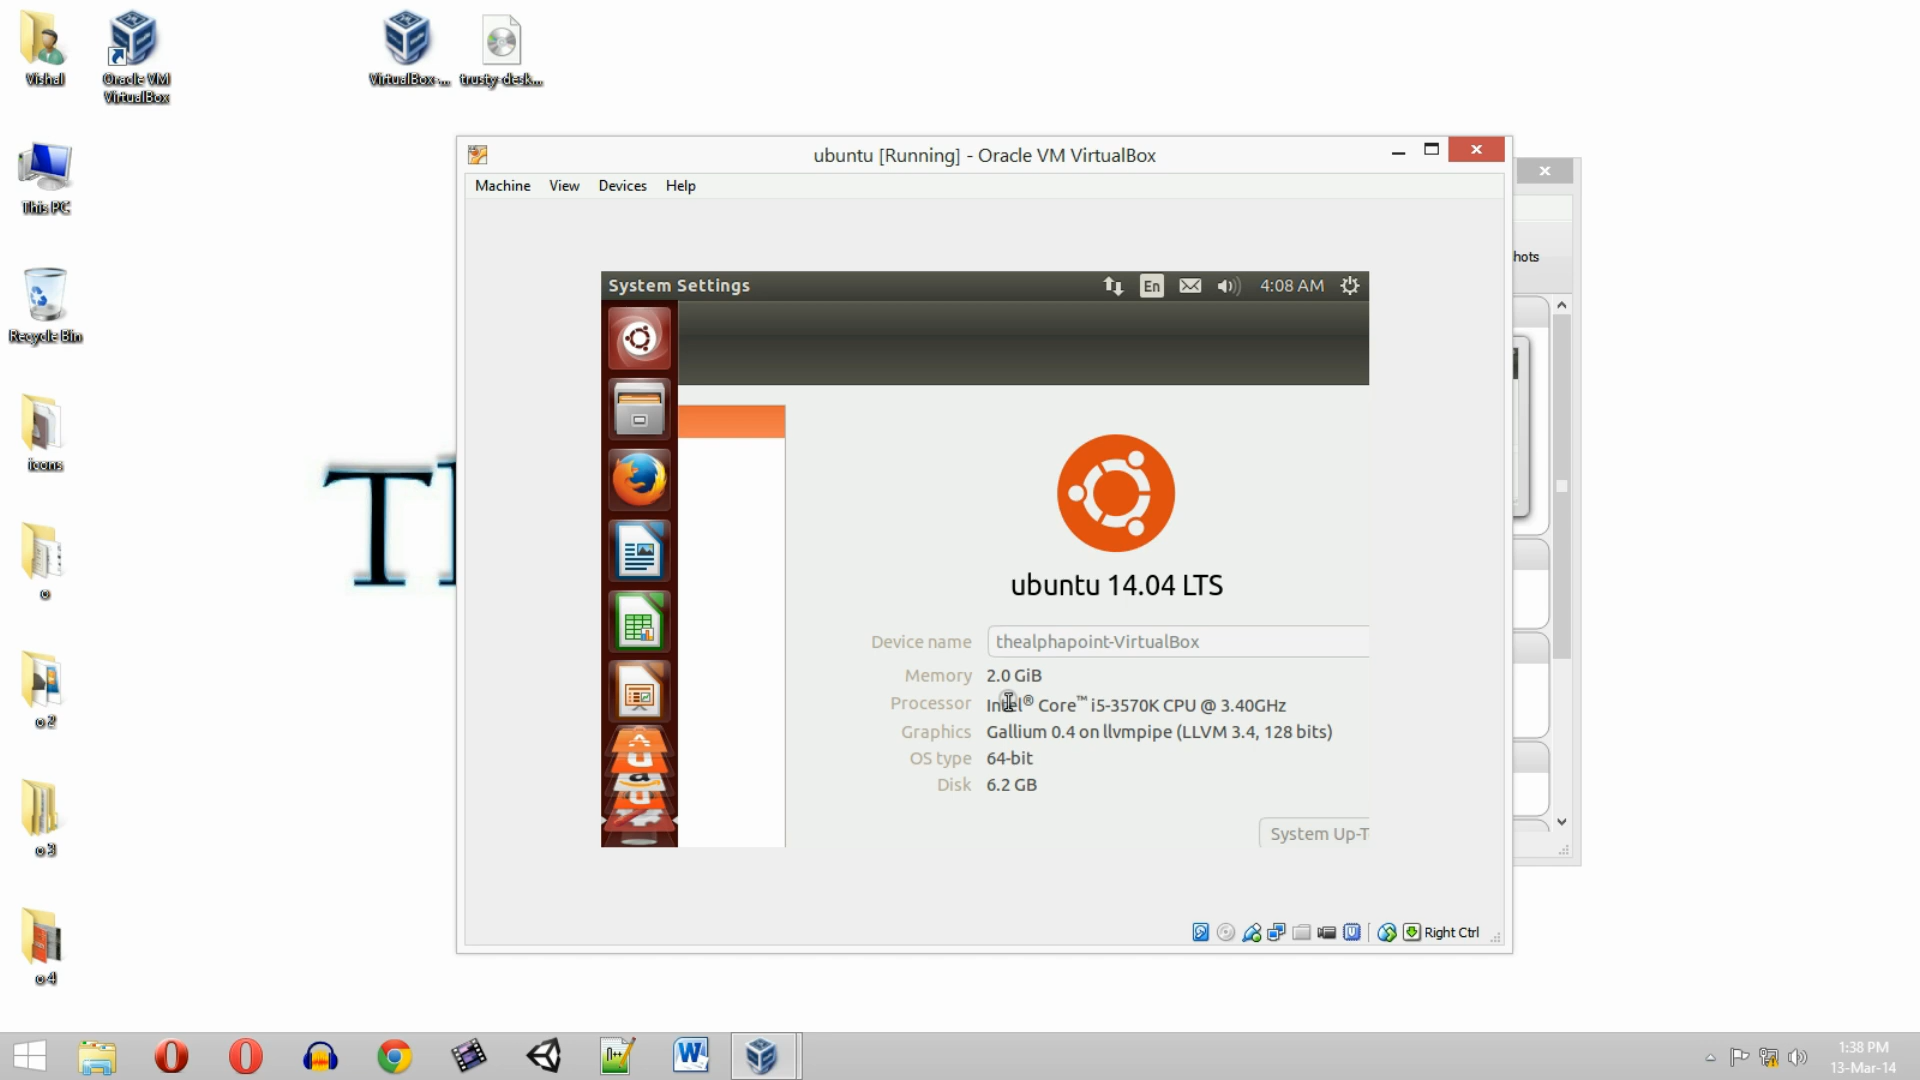 Vishal
Oracle VM
VirtualBox
VirtualBox-...
trusty-desk...
This PC
Recycle Bin
icons
o
o2
o3
o4
Th
ubuntu [Running] - Oracle VM VirtualBox
Machine View Devices Help
hots
System Settings
En
4:08 AM
ubuntu 14.04 LTS
Device name thealphapoint-VirtualBox
Memory 2.0 GiB
Processor Intel® Core™ i5-3570K CPU @ 3.40GHz
Graphics Gallium 0.4 on llvmpipe (LLVM 3.4, 128 bits)
OS type 64-bit
Disk 6.2 GB
System Up-T
Right Ctrl
1:38 PM
13-Mar-14